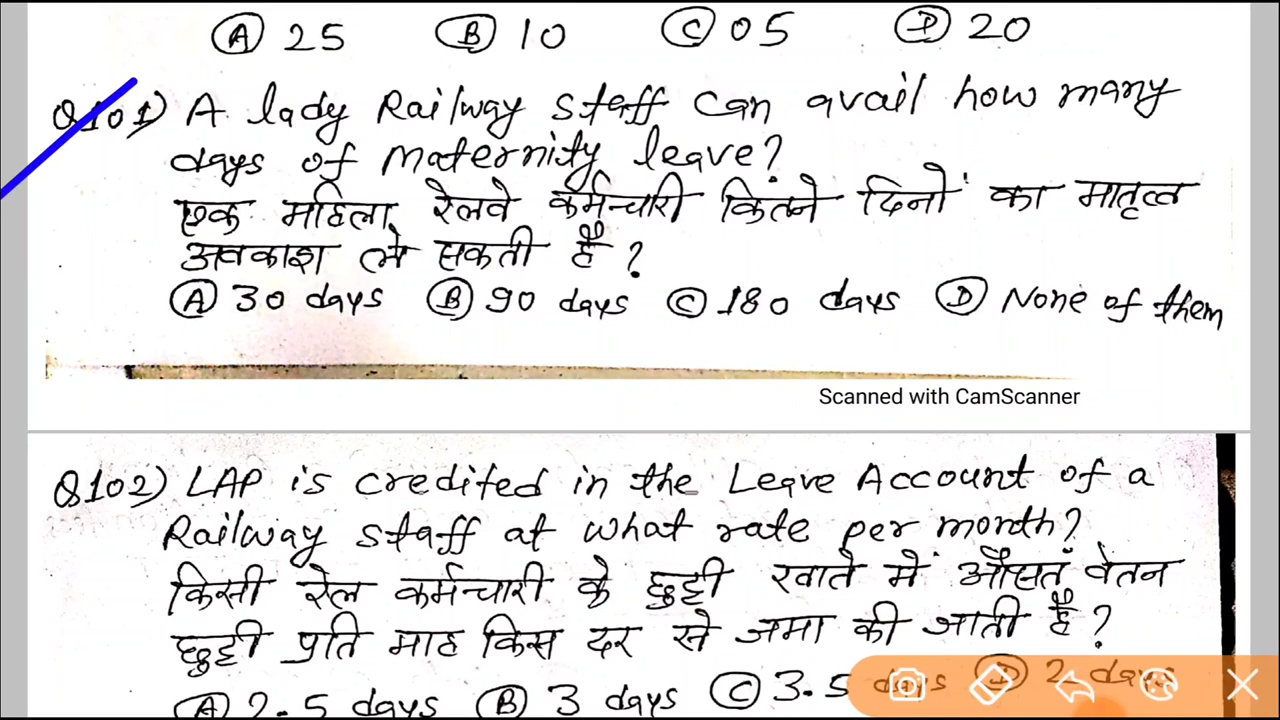 (A) 25 (B) 10 (C) 05 (D) 20
Q101) A lady Railway staff can avail how many
days of maternity leave?
एक महिला रेलवे कर्मचारी कितने दिनों का मातृत्व
अवकाश ले सकती है ?
(A) 30 days (B) 90 days (C) 180 days (D) None of them
Scanned with CamScanner
Q102) LAP is credited in the Leave Account of a
Railway staff at what rate per month?
किसी रेल कर्मचारी के छुट्टी खाते में औसत वेतन
छुट्टी प्रति माह किस दर से जमा की जाती है ?
(A) 2.5 days (B) 3 days (C) 3.5 days (D) 2 days